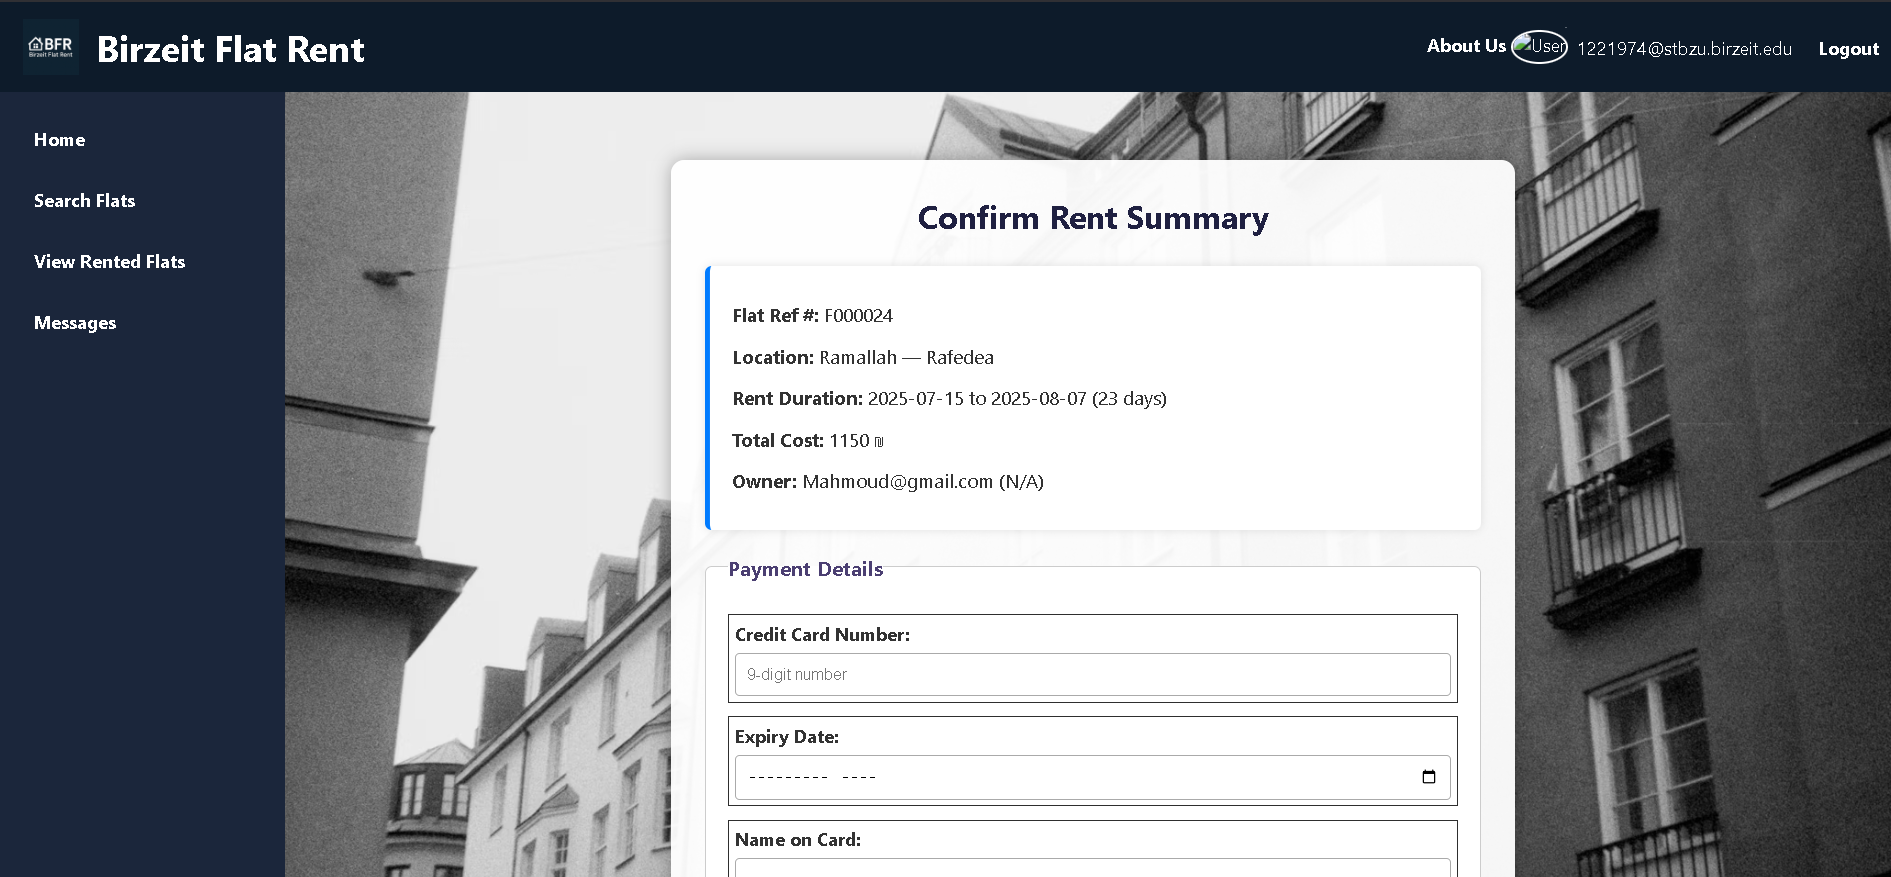 BFR
Birzeit Flat Rent
Birzeit Flat Rent
About Us
User
1221974@stbzu.birzeit.edu
Logout
Home
Search Flats
View Rented Flats
Messages
Confirm Rent Summary
Flat Ref #: F000024
Location: Ramallah — Rafedea
Rent Duration: 2025-07-15 to 2025-08-07 (23 days)
Total Cost: 1150 ₪
Owner: Mahmoud@gmail.com (N/A)
Payment Details
Credit Card Number:
9-digit number
Expiry Date:
--------- ----
Name on Card: